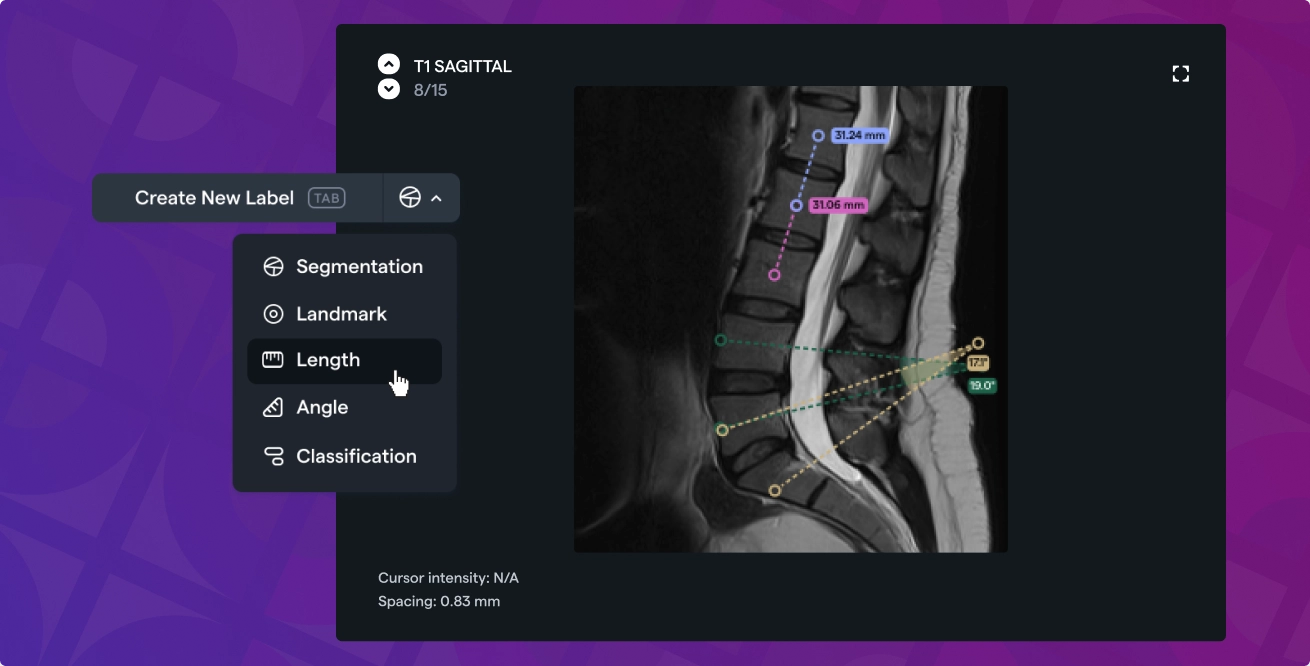 T1 SAGITTAL
8/15
Create New Label TAB
Segmentation
Landmark
Length
Angle
Classification
31.24 mm
31.06 mm
17.1°
19.0°
Cursor intensity: N/A
Spacing: 0.83 mm